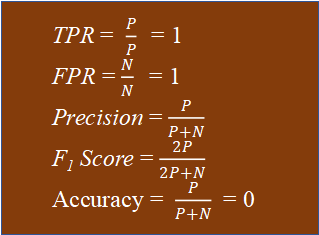 TPR = P/P = 1
FPR = N/N = 1
Precision = P/P+N
F₁ Score = 2P/2P+N
Accuracy = P/P+N = 0